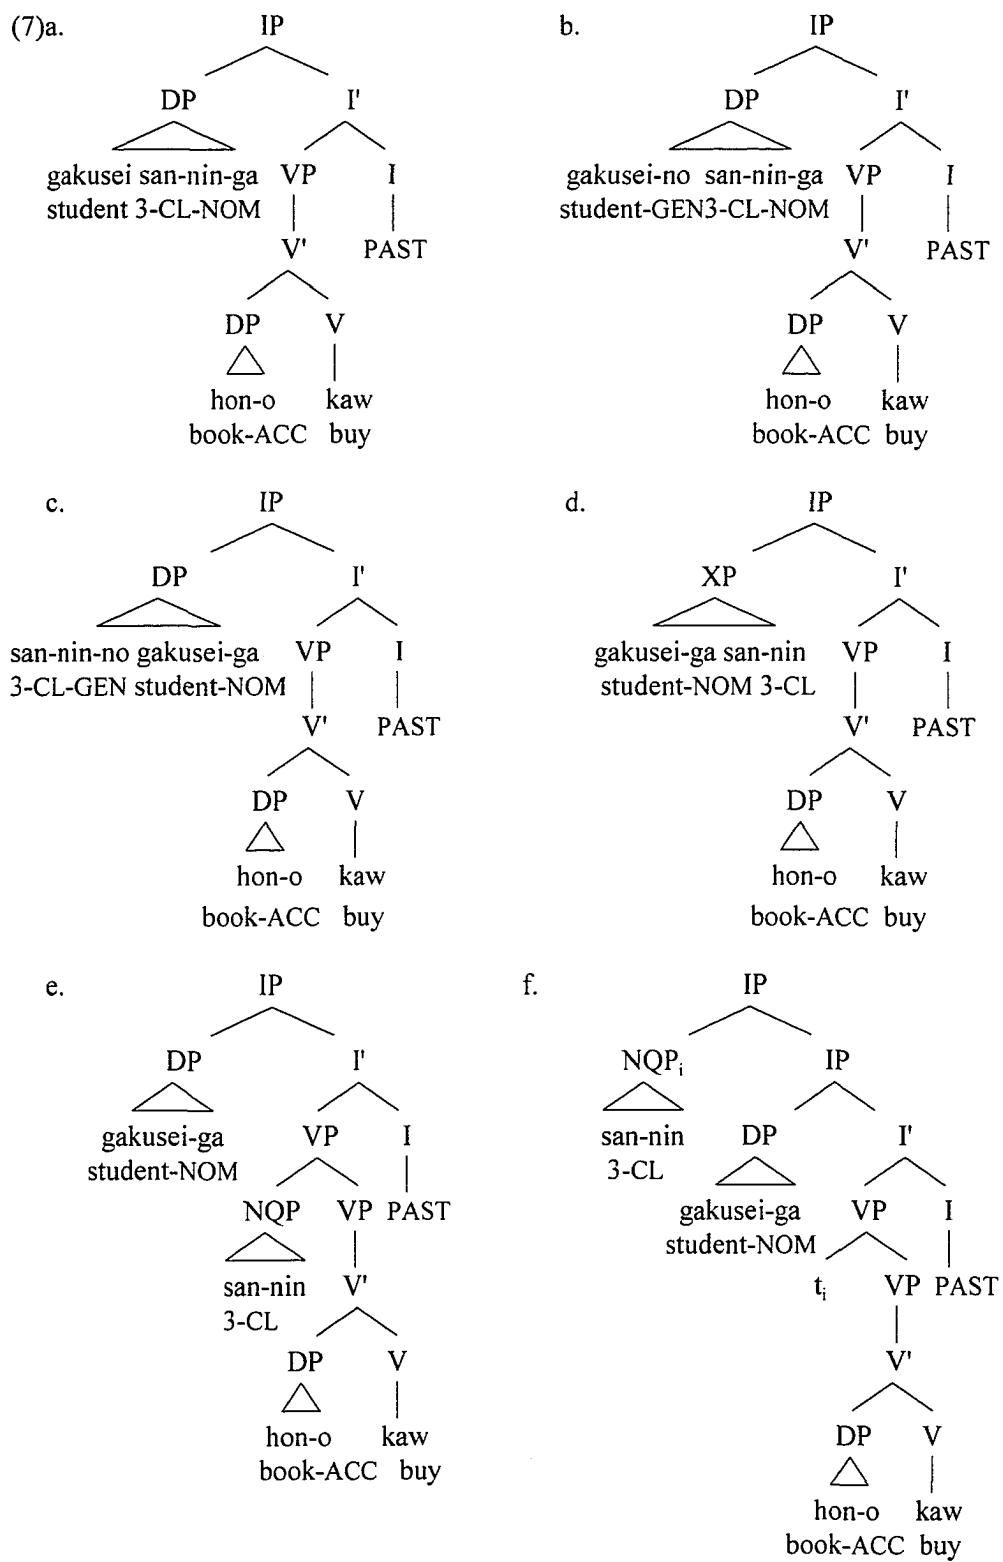 (7)a. IP
DP I'
gakusei san-nin-ga VP I
student 3-CL-NOM
V' PAST
DP V
hon-o kaw
book-ACC buy
b. IP
DP I'
gakusei-no san-nin-ga VP I
student-GEN3-CL-NOM
V' PAST
DP V
hon-o kaw
book-ACC buy
c. IP
DP I'
san-nin-no gakusei-ga VP I
3-CL-GEN student-NOM
V' PAST
DP V
hon-o kaw
book-ACC buy
d. IP
XP I'
gakusei-ga san-nin VP I
student-NOM 3-CL
V' PAST
DP V
hon-o kaw
book-ACC buy
e. IP
DP I'
gakusei-ga VP I
student-NOM
NQP VP PAST
san-nin V'
3-CL
DP V
hon-o kaw
book-ACC buy
f. IP
NQPi IP
san-nin DP I'
3-CL
gakusei-ga VP I
student-NOM
ti VP PAST
V'
DP V
hon-o kaw
book-ACC buy